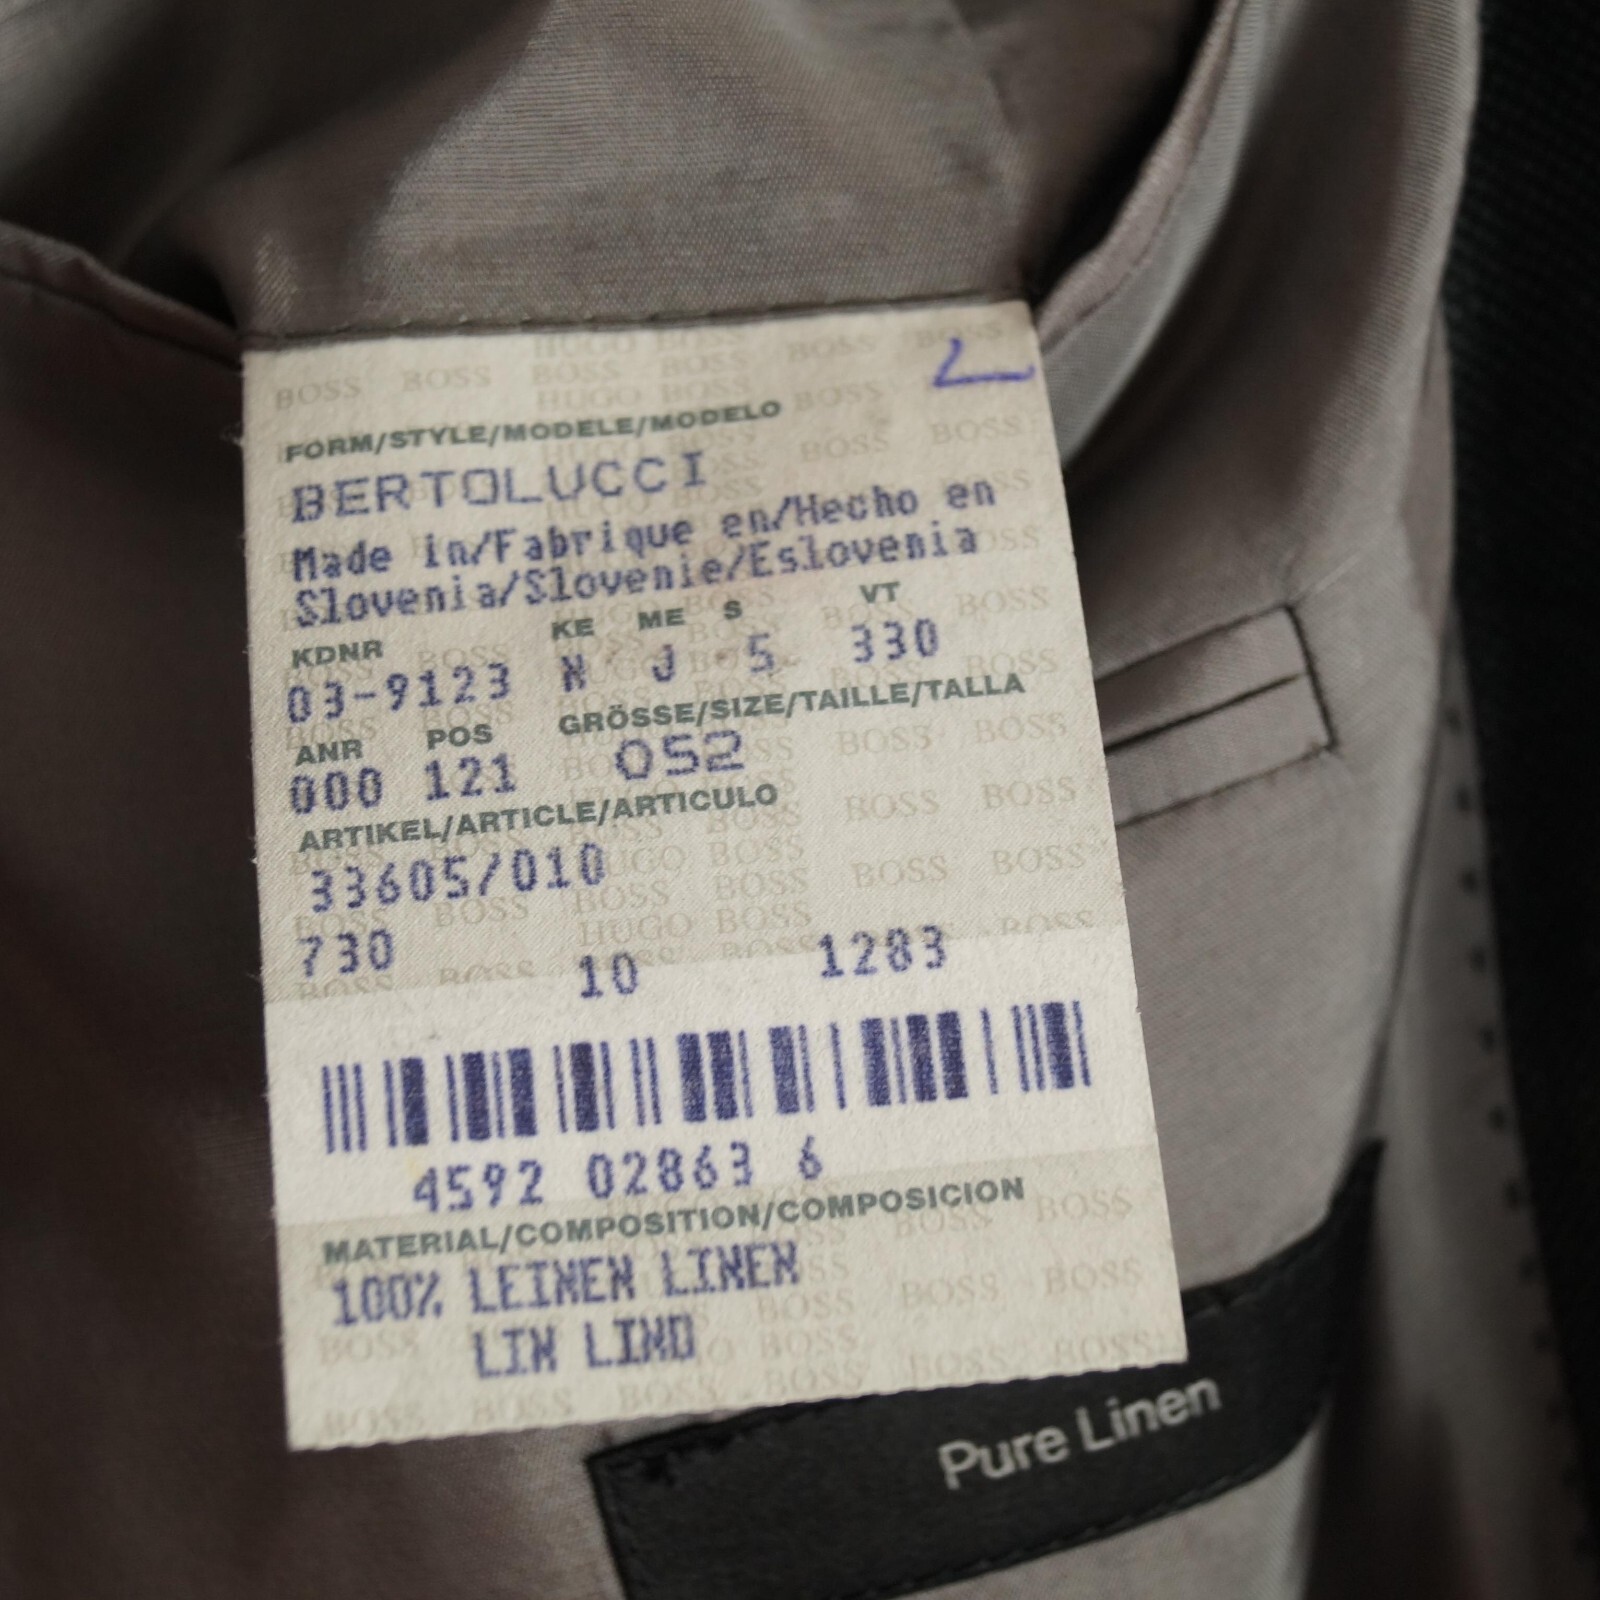 FORM/STYLE/MODELE/MODELO
BERTOLUCCI
Made in/Fabrique en/Hecho en
Slovenia/Slovenie/Eslovenia
KDNR KE ME S VT
03-9123 N J 5 330
ANR POS GRÖSSE/SIZE/TAILLE/TALLA
000 121 052
ARTIKEL/ARTICLE/ARTICULO
33605/010
730 10 1283
4592 02863 6
MATERIAL/COMPOSITION/COMPOSICION
100% LEINEN LINEN
LIN LINO
Pure Linen